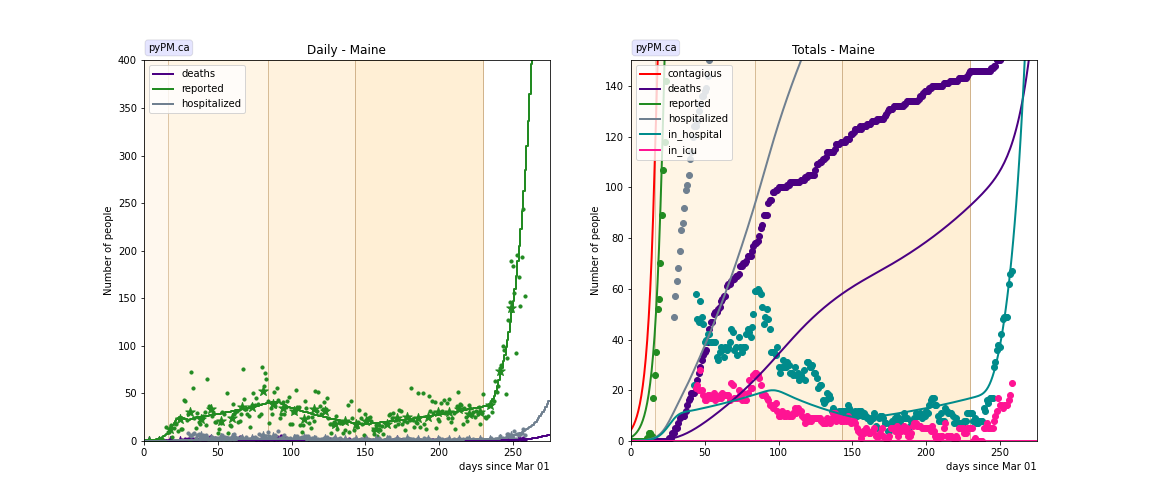 pyPM.ca
Daily - Maine
deaths
reported
hospitalized
Number of people
400
350
300
250
200
150
100
50
0
0 50 100 150 200 250
days since Mar 01
pyPM.ca
Totals - Maine
contagious
deaths
reported
hospitalized
in_hospital
in_icu
Number of people
140
120
100
80
60
40
20
0
0 50 100 150 200 250
days since Mar 01